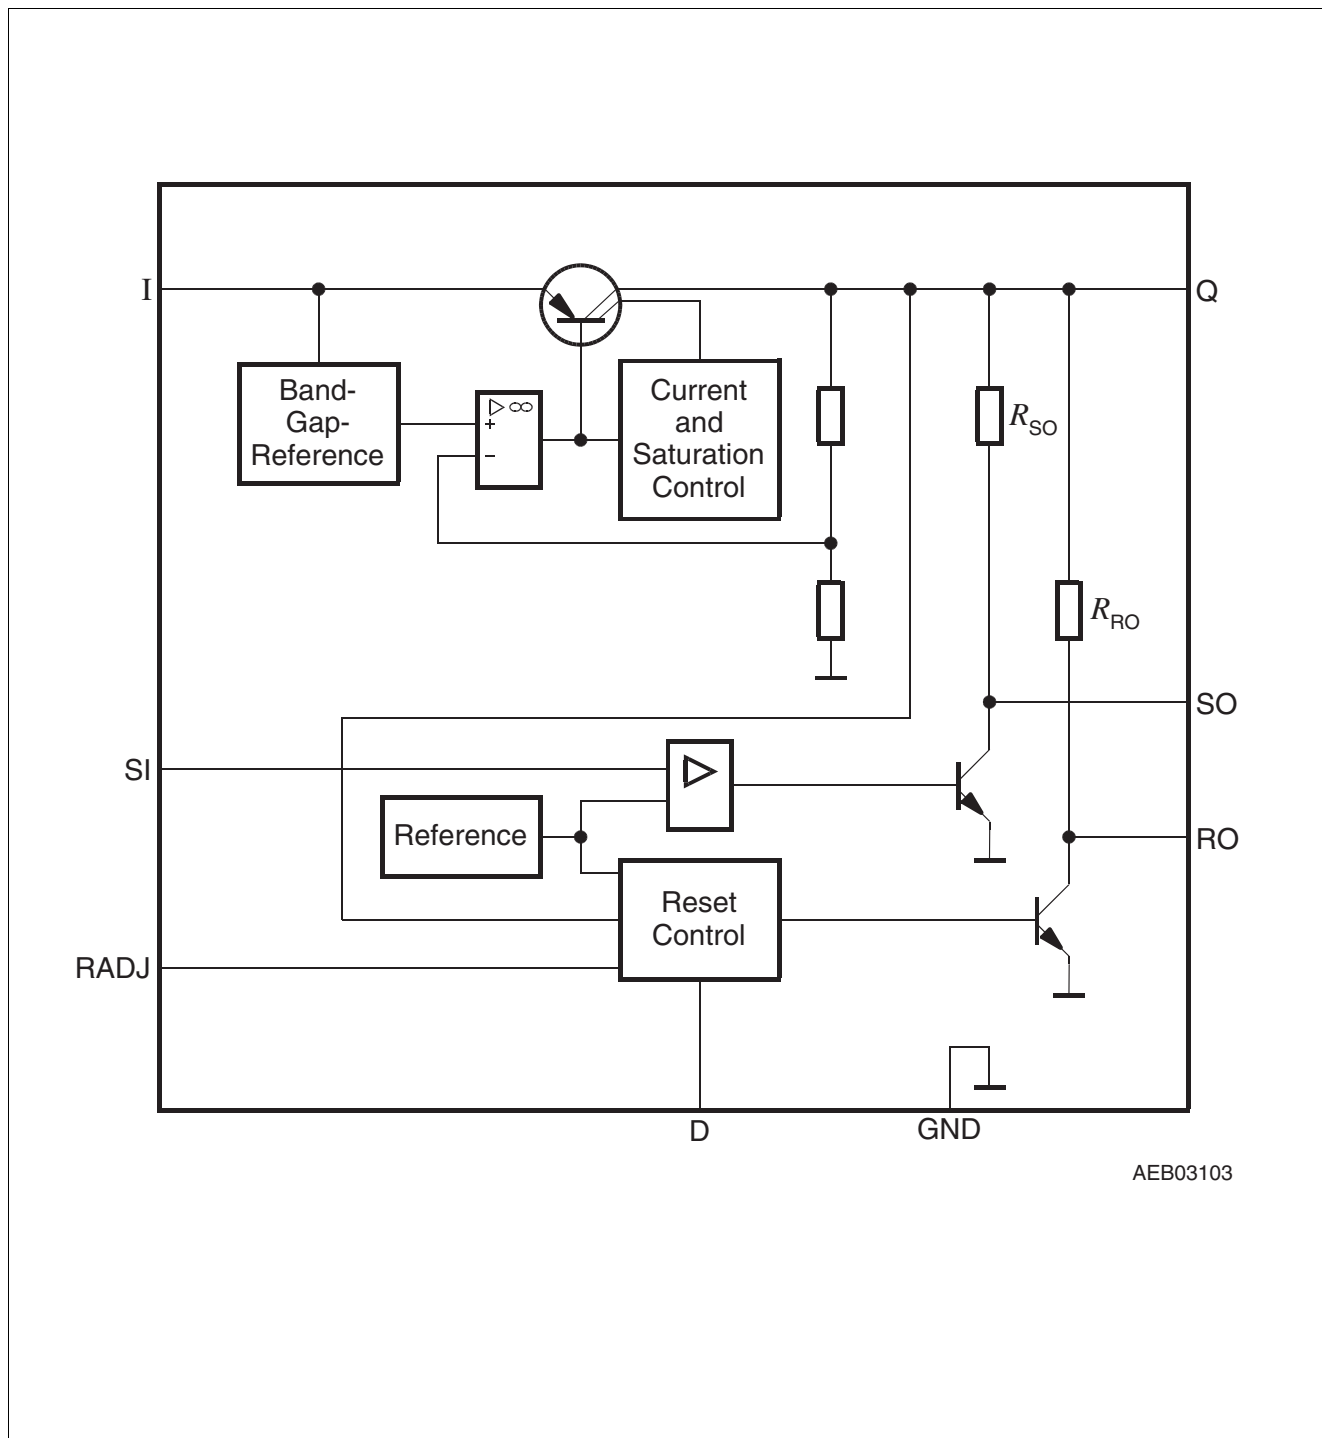 I
Q
Band-
Gap-
Reference
▷ ∞
+
−
Current
and
Saturation
Control
RSO
RRO
SO
SI
Reference
RO
Reset
Control
RADJ
D
GND
AEB03103